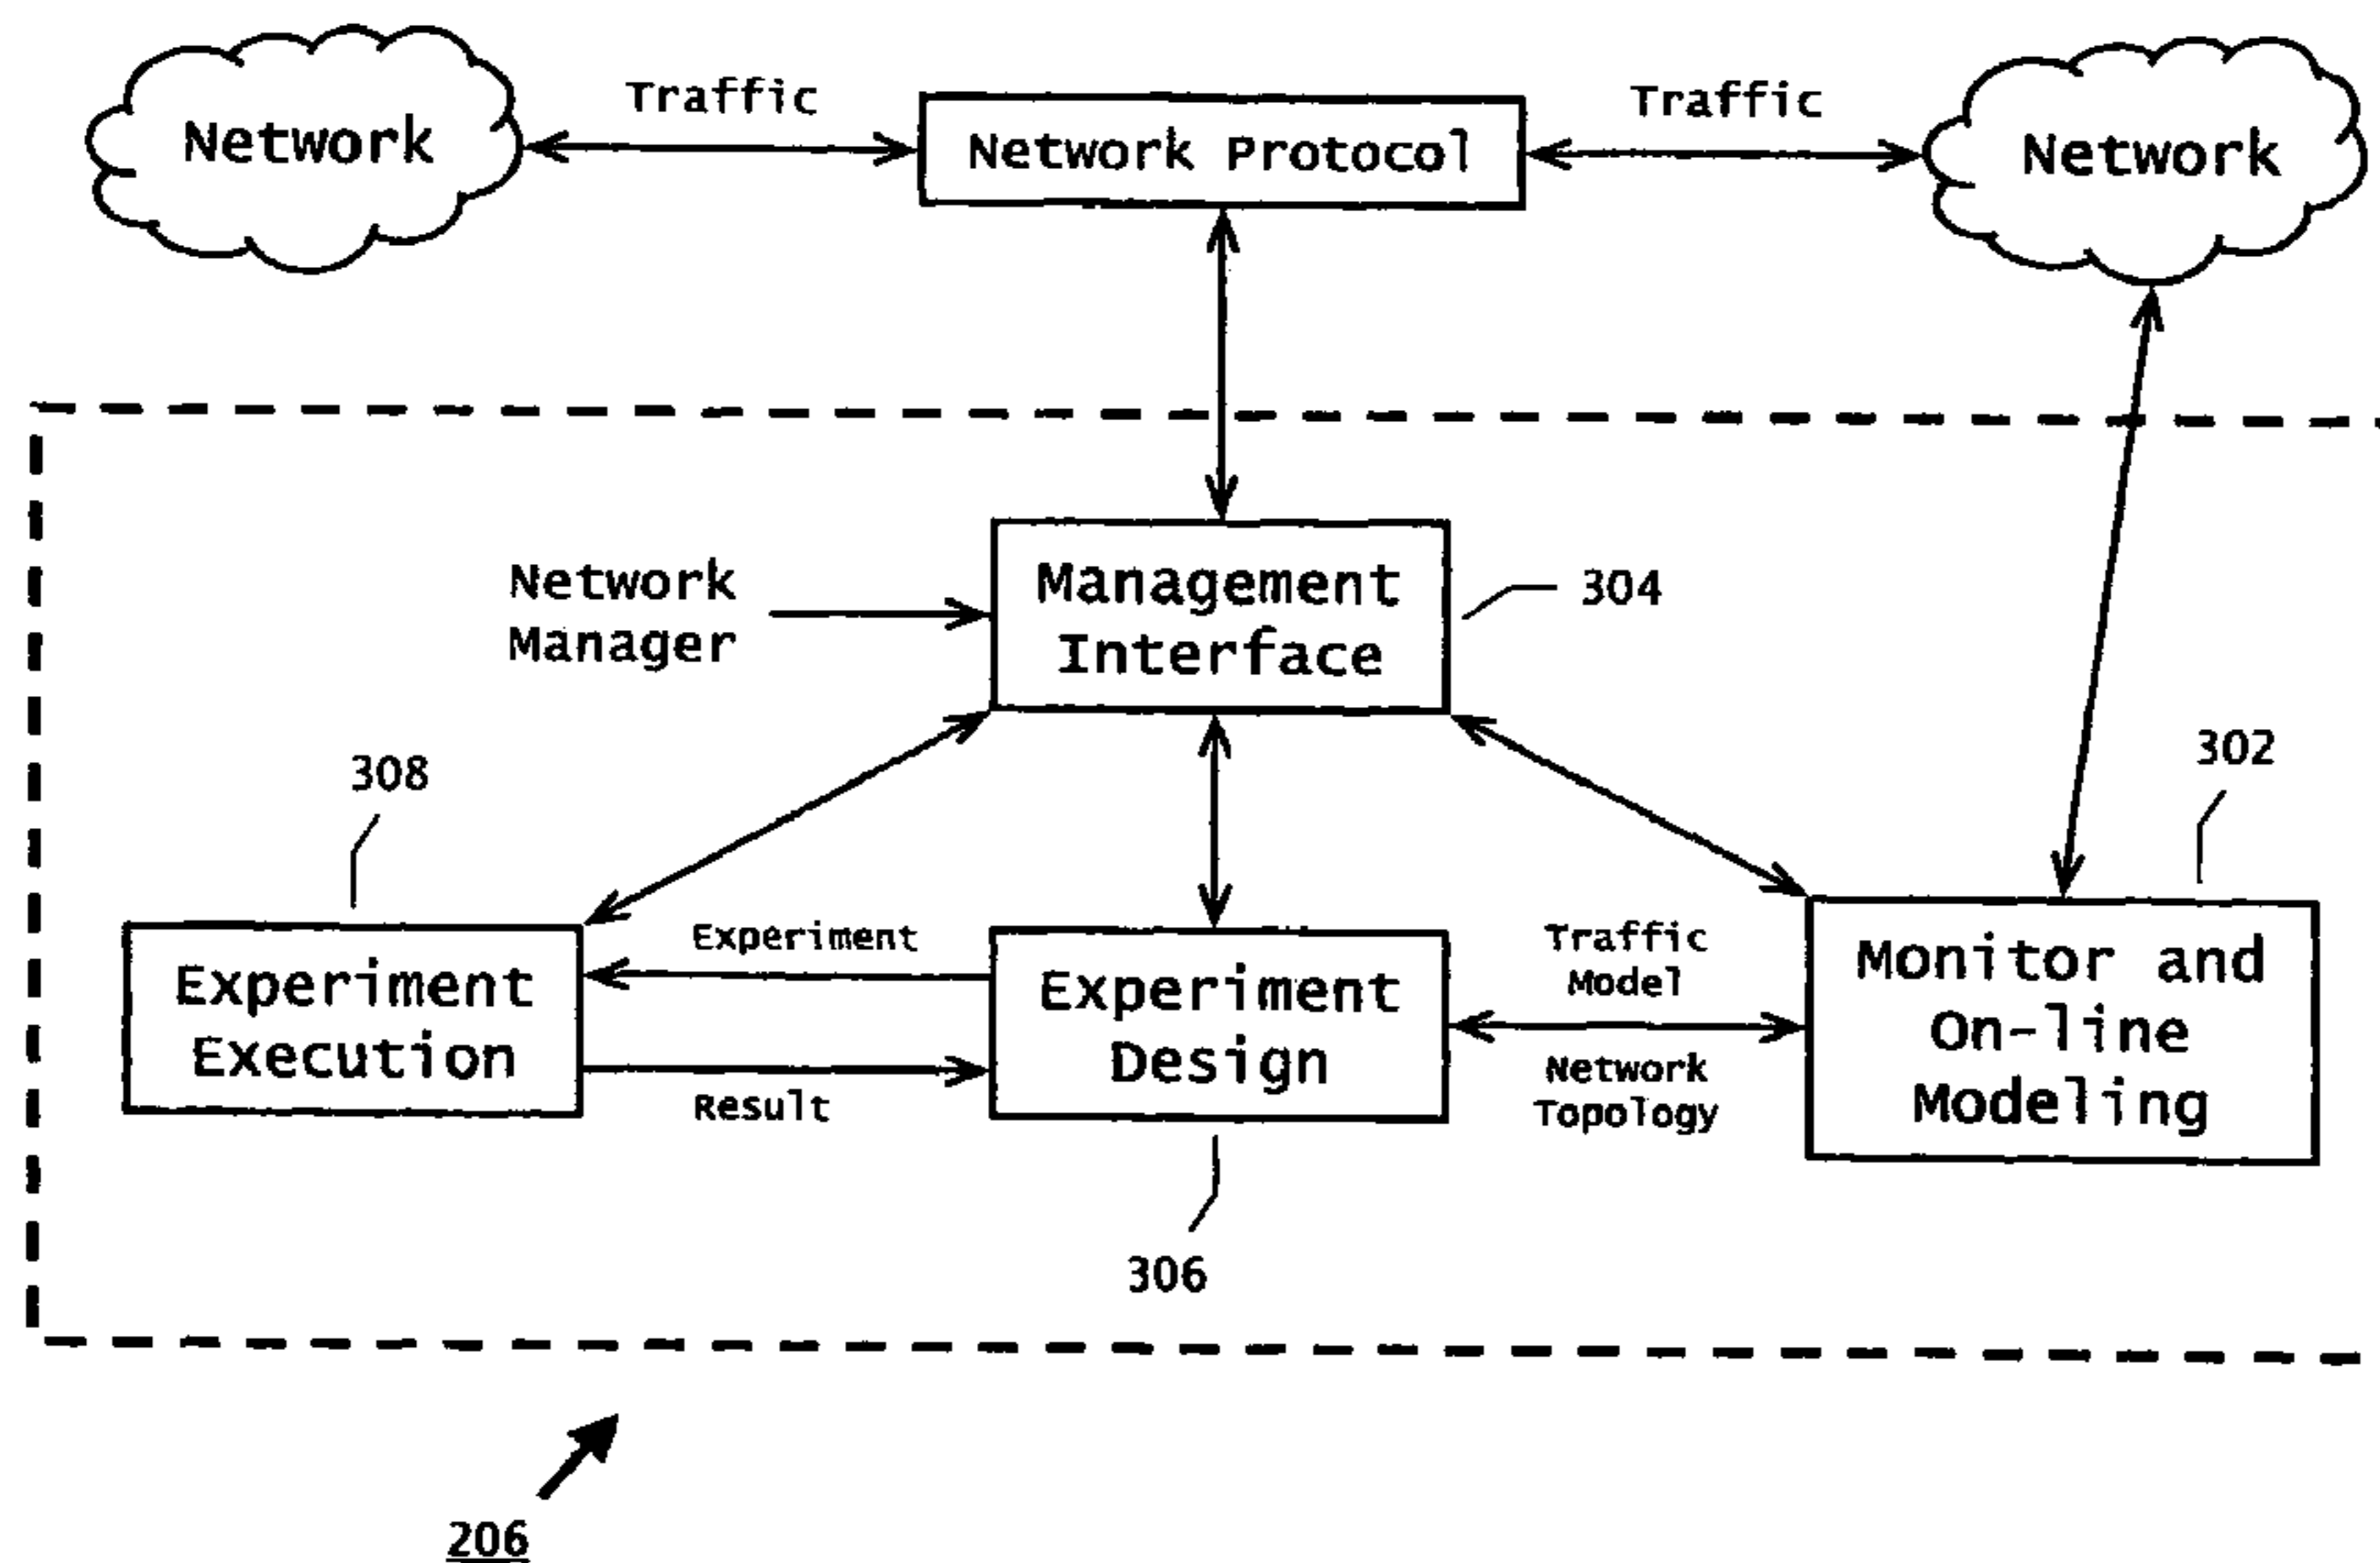 Traffic
Traffic
Network
Network Protocol
Network
Network
Manager
Management
Interface
304
302
308
Experiment
Execution
Experiment
Result
Experiment
Design
Traffic
Model
Network
Topology
Monitor and
On-line
Modeling
306
206